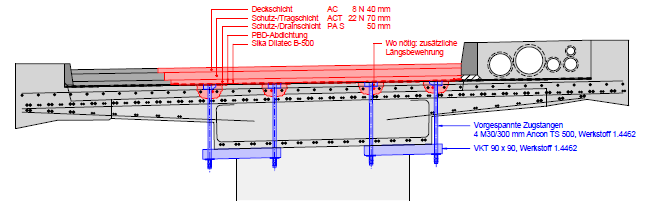 Deckschicht AC 8 N 40 mm
Schutz-/Tragschicht ACT 22 N 70 mm
Schutz-/Drainschicht PA S 50 mm
PBD-Abdichtung
Sika Dilatec B-500
Wo nötig: zusätzliche
Längsbewehrung
Vorgespannte Zugstangen
4 M30/300 mm Ancon TS 500, Werkstoff 1.4462
VKT 90 x 90, Werkstoff 1.4462